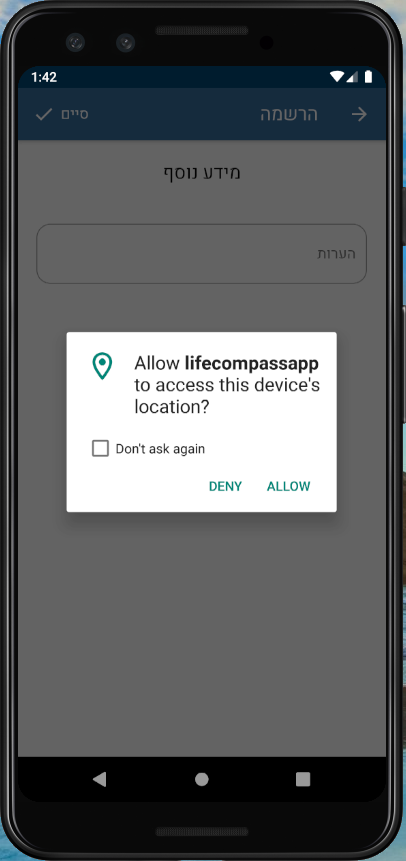 1:42
הרשמה
סיים
מידע נוסף
הערות
Allow lifecompassapp
to access this device's
location?
Don't ask again
DENY
ALLOW